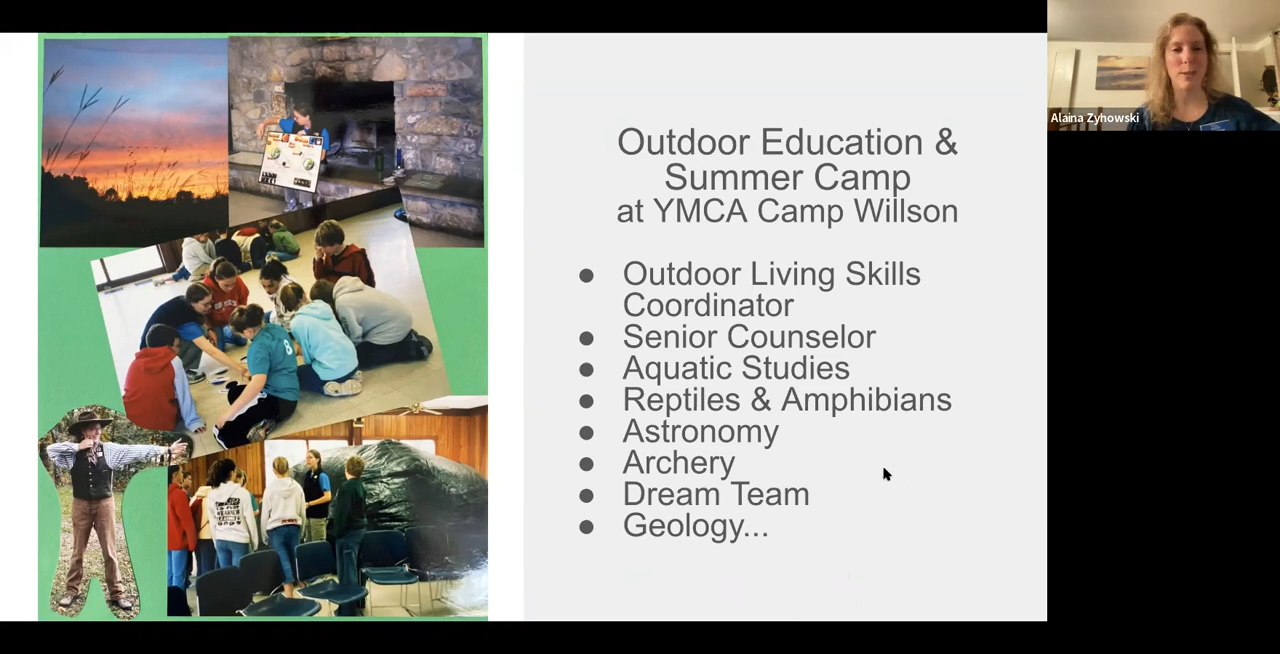 Outdoor Education &
Summer Camp
at YMCA Camp Willson
● Outdoor Living Skills
Coordinator
● Senior Counselor
● Aquatic Studies
● Reptiles & Amphibians
● Astronomy
● Archery
● Dream Team
● Geology...
Alaina Zyhowski